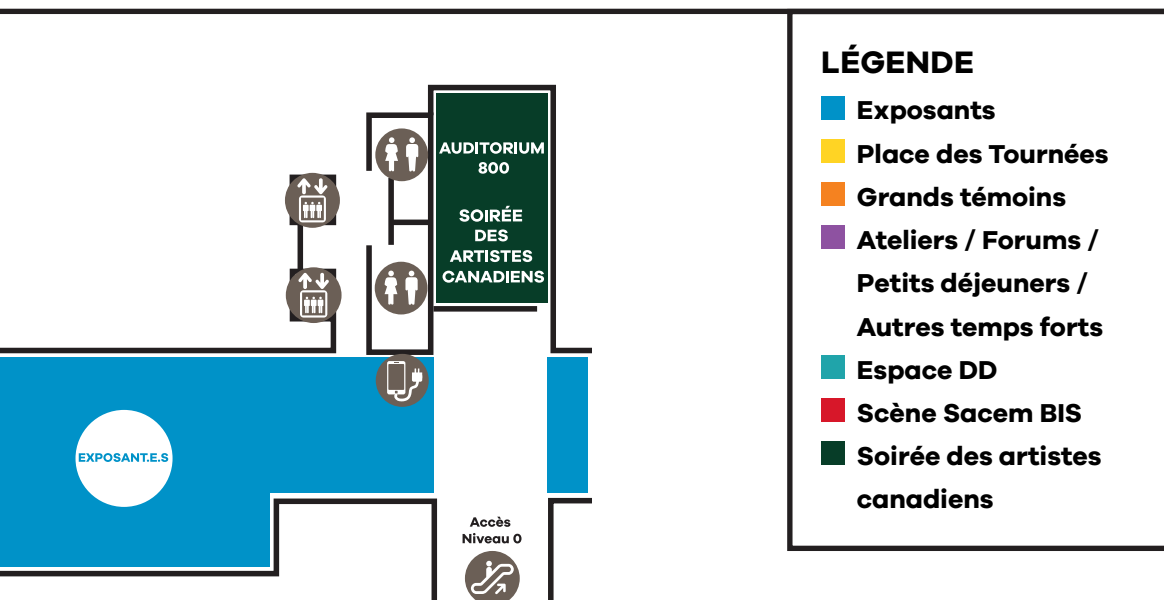 AUDITORIUM
800
SOIRÉE
DES
ARTISTES
CANADIENS
EXPOSANT.E.S
Accès
Niveau 0
LÉGENDE
Exposants
Place des Tournées
Grands témoins
Ateliers / Forums /
Petits déjeuners /
Autres temps forts
Espace DD
Scène Sacem BIS
Soirée des artistes
canadiens